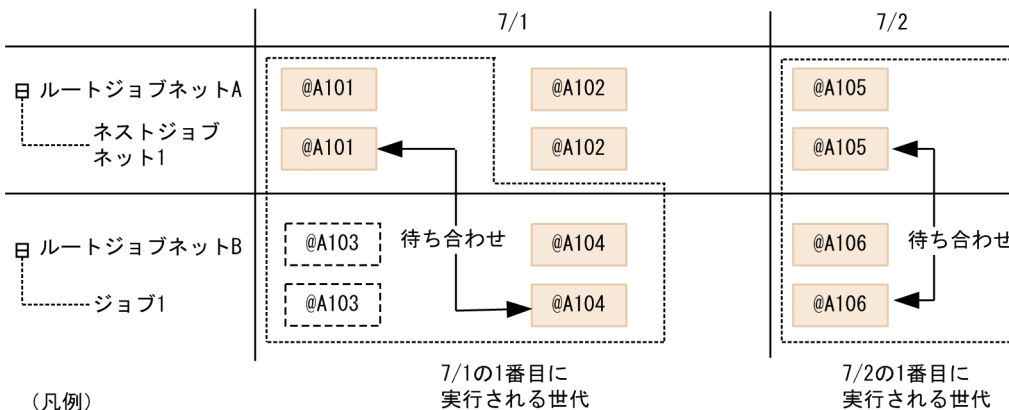 7/1
7/2
ルートジョブネットA
@A101
@A102
@A105
ネストジョブ
ネット1
@A101
@A102
@A105
ルートジョブネットB
@A103
待ち合わせ
@A104
@A106
待ち合わせ
ジョブ1
@A103
@A104
@A106
7/1の1番目に
実行される世代
7/2の1番目に
実行される世代
（凡例）